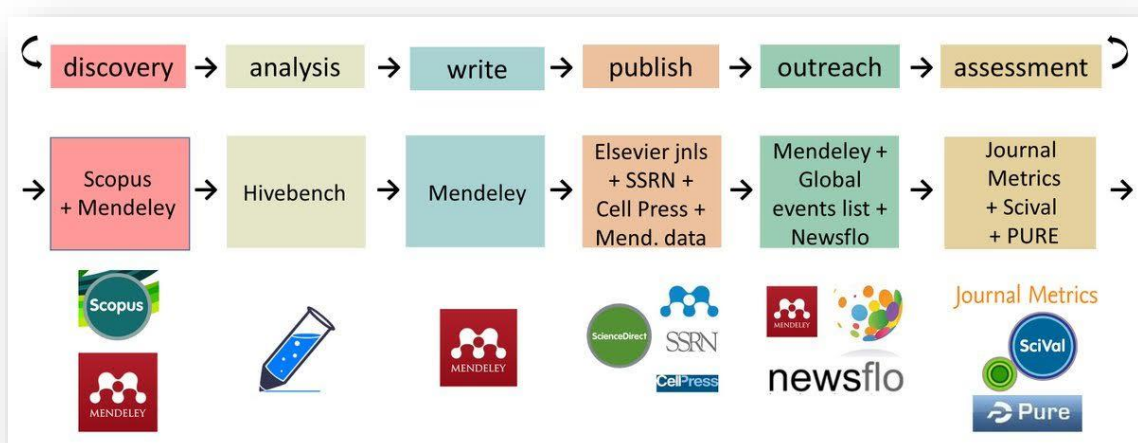 discovery
analysis
write
publish
outreach
assessment
Scopus
+ Mendeley
Hivebench
Mendeley
Elsevier jnls
+ SSRN +
Cell Press +
Mend. data
Mendeley +
Global
events list +
Newsflo
Journal
Metrics
+ Scival
+ PURE
Scopus
MENDELEY
MENDELEY
ScienceDirect
SSRN
CellPress
MENDELEY
newsflo
Journal Metrics
SciVal
Pure